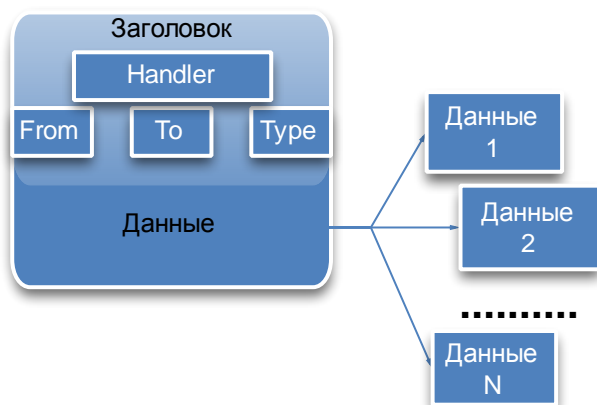 Заголовок
Handler
From
To
Type
Данные
Данные
1
Данные
2
..........
Данные
N